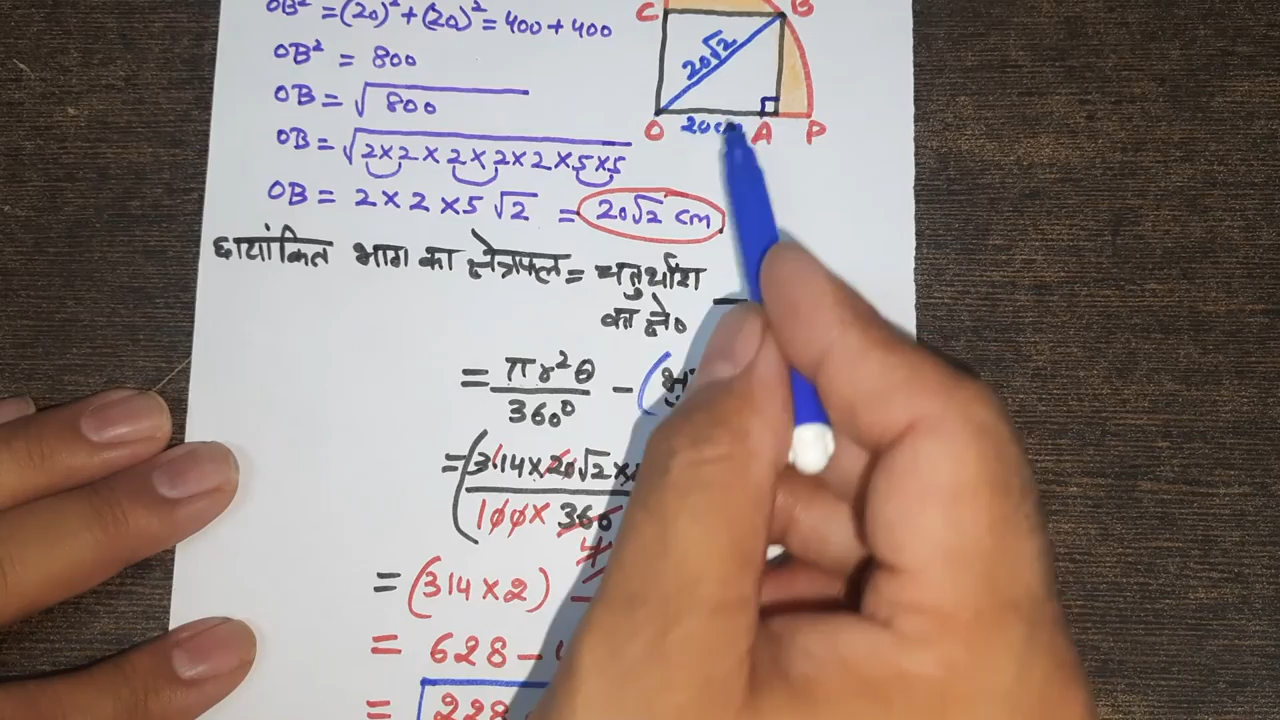 OB² = (20)² + (20)² = 400 + 400
OB² = 800
OB = √800
OB = √2×2×2×2×2×5×5
OB = 2×2×5√2 = 20√2 cm
C B
20√2
O 20cm A P
छायांकित भाग का क्षेत्रफल = चतुर्थांश
का क्षे० –
= πr²θ / 360° – (
= (3.14×20√2×
100× 360
4
= (314×2) –
= 628 – 4
= 228